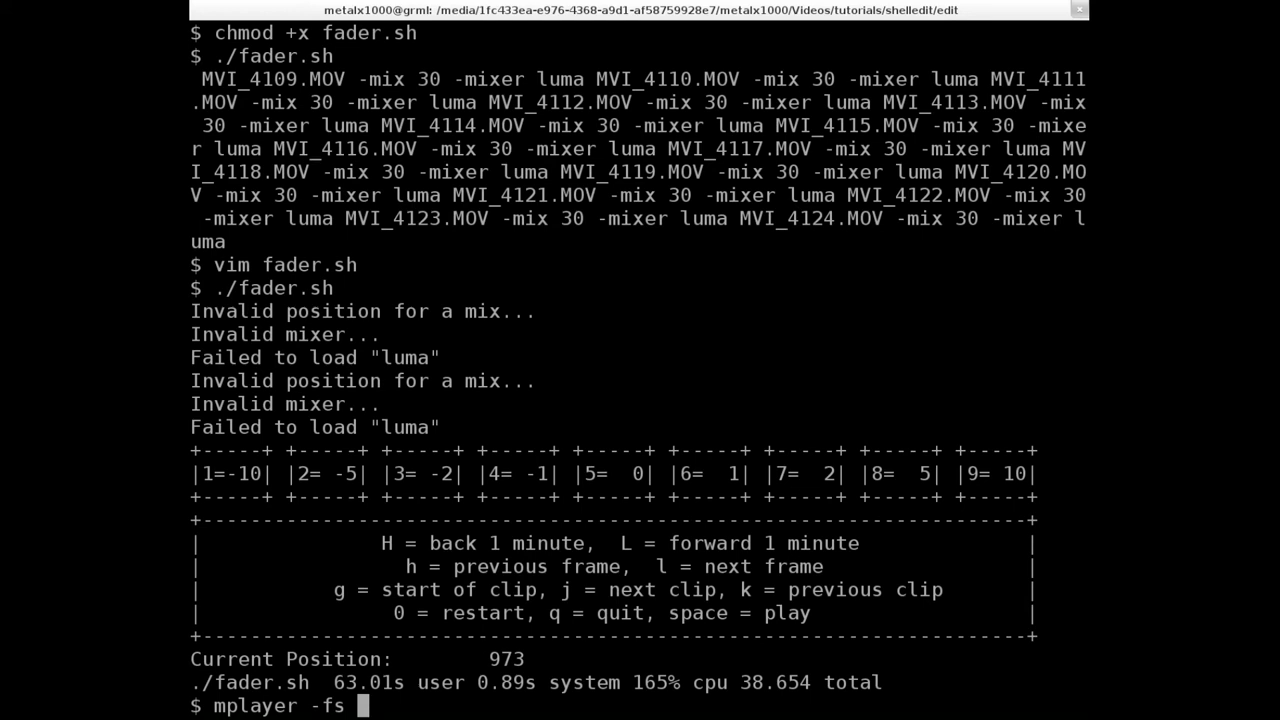 metalx1000@grml: /media/1fc433ea-e976-4368-a9d1-af58759928e7/metalx1000/Videos/tutorials/shelledit/edit
$ chmod +x fader.sh
$ ./fader.sh
 MVI_4109.MOV -mix 30 -mixer luma MVI_4110.MOV -mix 30 -mixer luma MVI_4111
.MOV -mix 30 -mixer luma MVI_4112.MOV -mix 30 -mixer luma MVI_4113.MOV -mix
 30 -mixer luma MVI_4114.MOV -mix 30 -mixer luma MVI_4115.MOV -mix 30 -mixe
r luma MVI_4116.MOV -mix 30 -mixer luma MVI_4117.MOV -mix 30 -mixer luma MV
I_4118.MOV -mix 30 -mixer luma MVI_4119.MOV -mix 30 -mixer luma MVI_4120.MO
V -mix 30 -mixer luma MVI_4121.MOV -mix 30 -mixer luma MVI_4122.MOV -mix 30
 -mixer luma MVI_4123.MOV -mix 30 -mixer luma MVI_4124.MOV -mix 30 -mixer l
uma
$ vim fader.sh
$ ./fader.sh
Invalid position for a mix...
Invalid mixer...
Failed to load "luma"
Invalid position for a mix...
Invalid mixer...
Failed to load "luma"
+-----+ +-----+ +-----+ +-----+ +-----+ +-----+ +-----+ +-----+ +-----+
|1=-10| |2= -5| |3= -2| |4= -1| |5=  0| |6=  1| |7=  2| |8=  5| |9= 10|
+-----+ +-----+ +-----+ +-----+ +-----+ +-----+ +-----+ +-----+ +-----+
+---------------------------------------------------------------------+
|               H = back 1 minute,  L = forward 1 minute              |
|                 h = previous frame,  l = next frame                 |
|           g = start of clip, j = next clip, k = previous clip       |
|                0 = restart, q = quit, space = play                  |
+---------------------------------------------------------------------+
Current Position:        973
./fader.sh  63.01s user 0.89s system 165% cpu 38.654 total
$ mplayer -fs